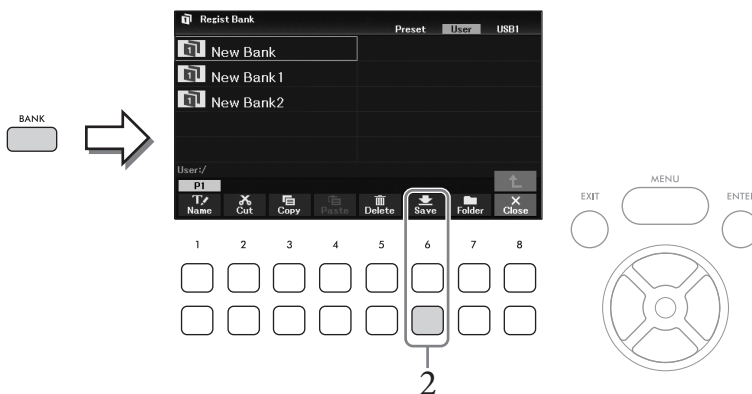 Regist Bank
Preset User USB1
New Bank
New Bank1
New Bank2
BANK
User:/
P1
Name Cut Copy Paste Delete Save Folder Close
1 2 3 4 5 6 7 8
2
EXIT
MENU
ENTER